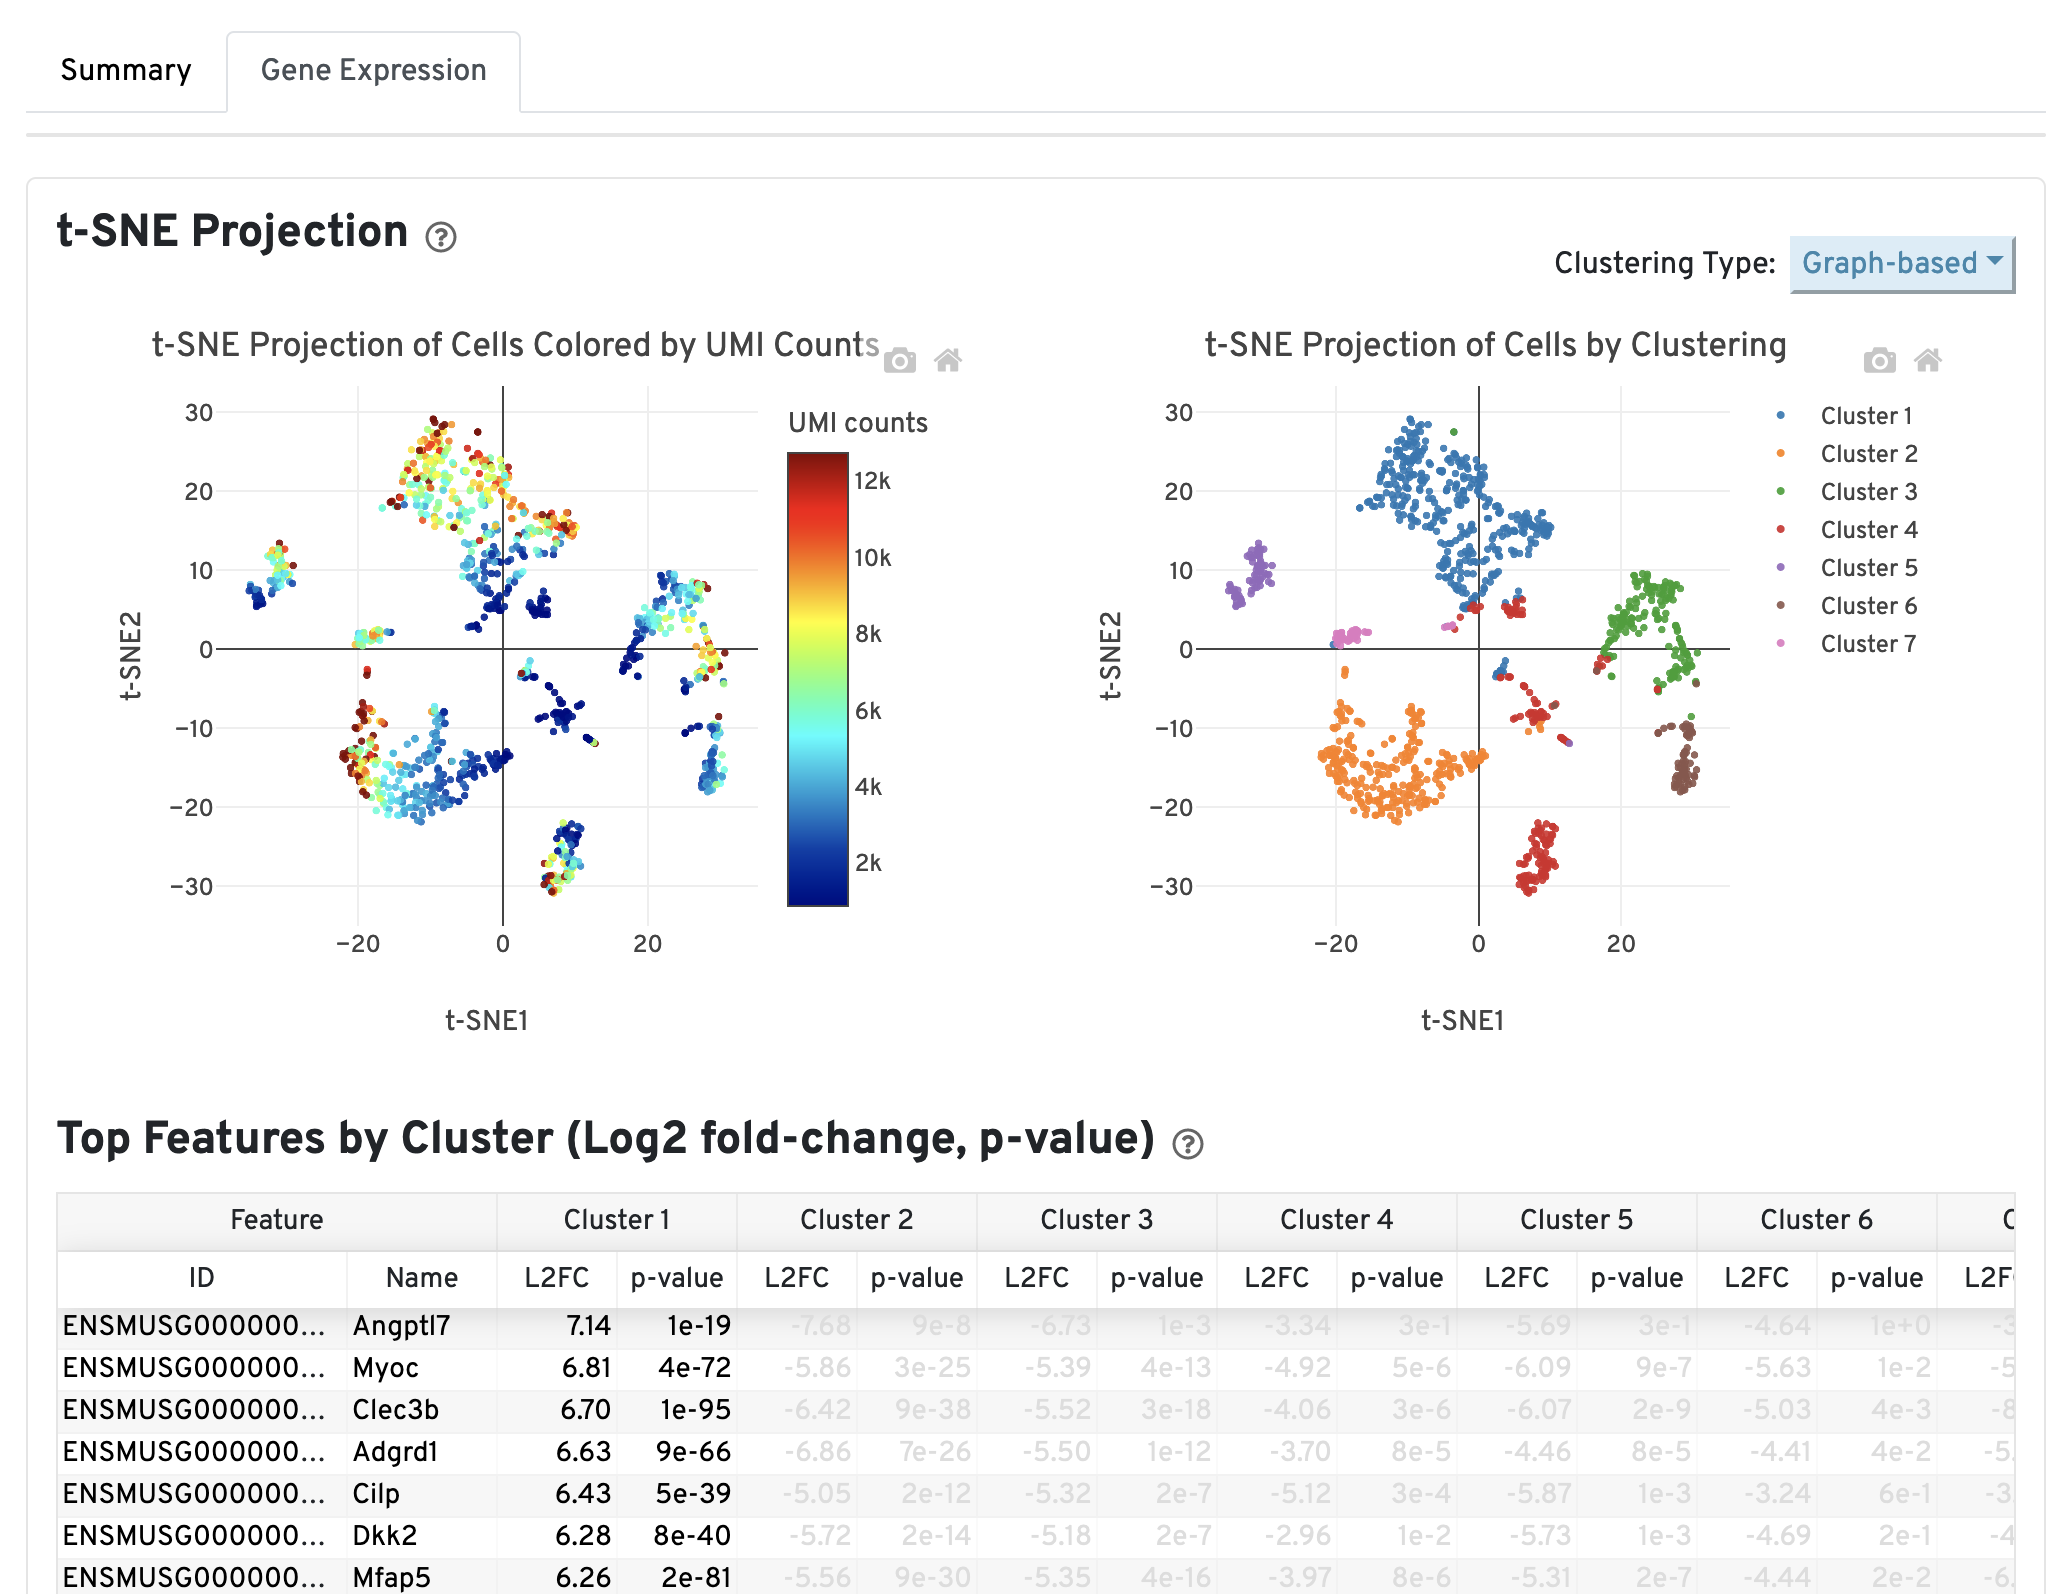 Summary Gene Expression
t-SNE Projection ?
Clustering Type: Graph-based
t-SNE Projection of Cells Colored by UMI Counts
t-SNE2
30
20
10
0
−10
−20
−30
−20 0 20
t-SNE1
UMI counts
12k
10k
8k
6k
4k
2k
t-SNE Projection of Cells by Clustering
t-SNE2
30
20
10
0
−10
−20
−30
−20 0 20
t-SNE1
Cluster 1
Cluster 2
Cluster 3
Cluster 4
Cluster 5
Cluster 6
Cluster 7
Top Features by Cluster (Log2 fold-change, p-value) ?
Feature Cluster 1 Cluster 2 Cluster 3 Cluster 4 Cluster 5 Cluster 6
ID Name L2FC p-value L2FC p-value L2FC p-value L2FC p-value L2FC p-value L2FC p-value
ENSMUSG000000... Angptl7 7.14 1e-19 -7.68 9e-8 -6.73 1e-3 -3.34 3e-1 -5.69 3e-1 -4.64 1e+0
ENSMUSG000000... Myoc 6.81 4e-72 -5.86 3e-25 -5.39 4e-13 -4.92 5e-6 -6.09 9e-7 -5.63 1e-2
ENSMUSG000000... Clec3b 6.70 1e-95 -6.42 9e-38 -5.52 3e-18 -4.06 3e-6 -6.07 2e-9 -5.03 4e-3
ENSMUSG000000... Adgrd1 6.63 9e-66 -6.86 7e-26 -5.50 1e-12 -3.70 8e-5 -4.46 8e-5 -4.41 4e-2
ENSMUSG000000... Cilp 6.43 5e-39 -5.05 2e-12 -5.32 2e-7 -5.12 3e-4 -5.87 1e-3 -3.24 6e-1
ENSMUSG000000... Dkk2 6.28 8e-40 -5.72 2e-14 -5.18 2e-7 -2.96 1e-2 -5.73 1e-3 -4.69 2e-1
ENSMUSG000000... Mfap5 6.26 2e-81 -5.56 9e-30 -5.35 4e-16 -3.97 8e-6 -5.31 2e-7 -4.44 2e-2